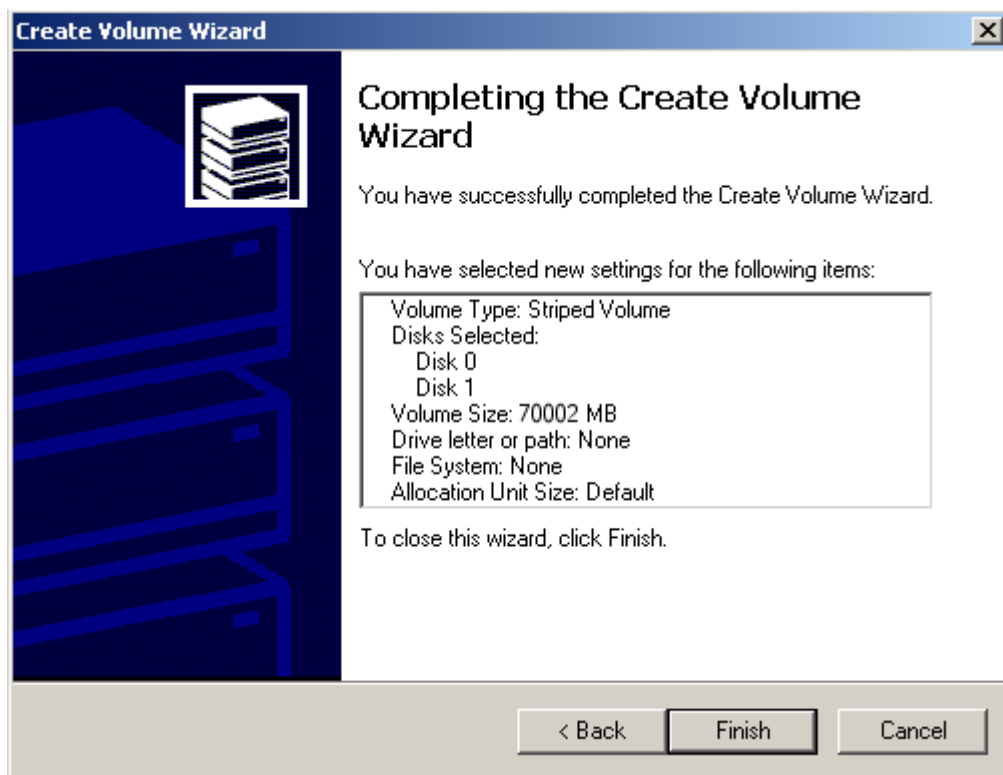 Create Volume Wizard
Completing the Create Volume
Wizard
You have successfully completed the Create Volume Wizard.
You have selected new settings for the following items:
Volume Type: Striped Volume
Disks Selected:
Disk 0
Disk 1
Volume Size: 70002 MB
Drive letter or path: None
File System: None
Allocation Unit Size: Default
To close this wizard, click Finish.
< Back
Finish
Cancel